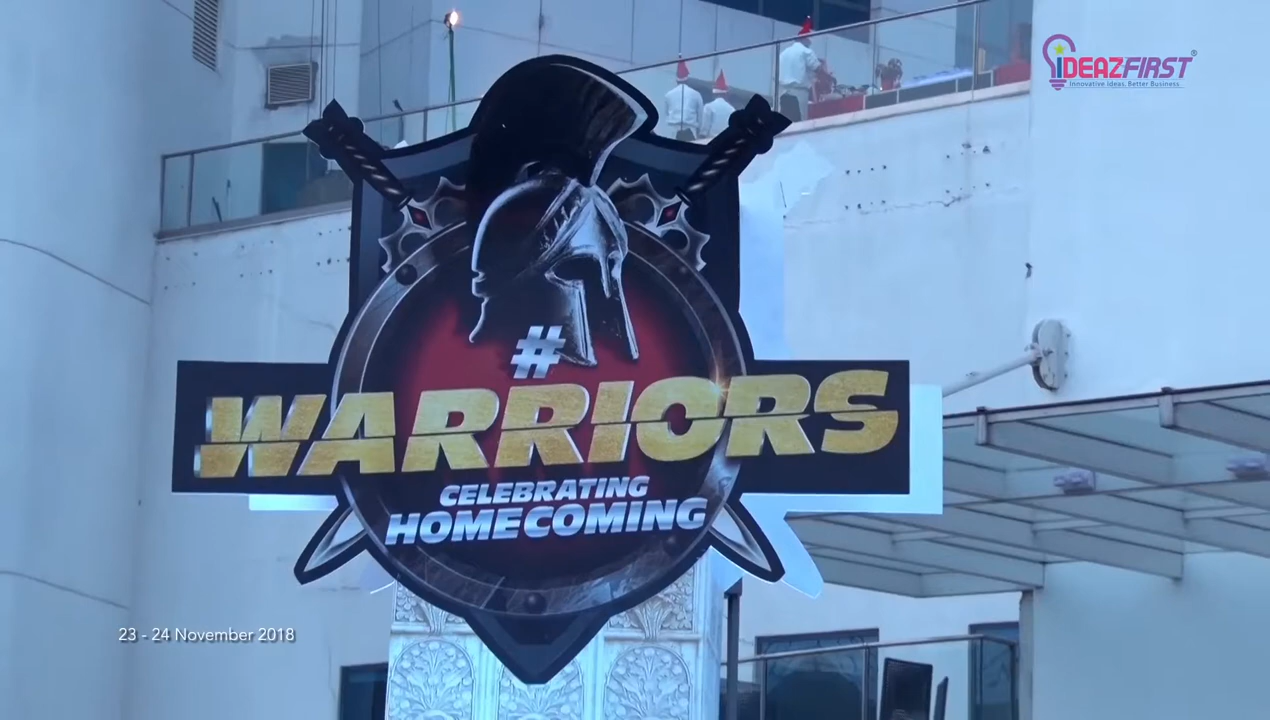 IDEAZFIRST®
Innovative Ideas. Better Business.
#
WARRIORS
CELEBRATING
HOMECOMING
23 - 24 November 2018